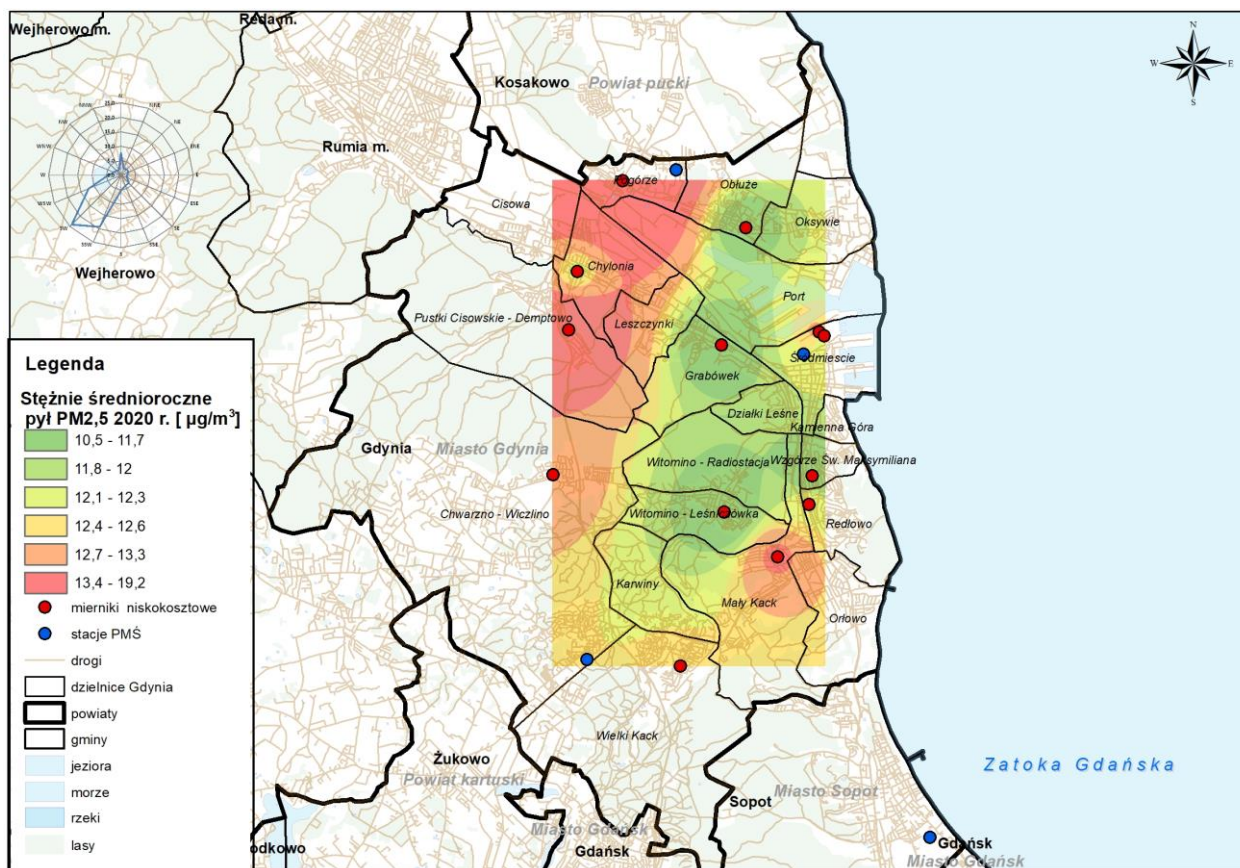 Wejherowo m.
Reda m.
N
W
E
S
Kosakowo
Powiat pucki
Rumia m.
Obłuże
Cisowa
Oksywie
Wejherowo
Chylonia
Port
Pustki Cisowskie - Demptowo
Leszczynki
Śródmieście
Grabówek
Działki Leśne
Kamienna Góra
Gdynia
Miasto Gdynia
Witomino - Radiostacja
Wzgórze Św. Maksymiliana
Chwarzno - Wiczlino
Witomino - Leśniczówka
Redłowo
Karwiny
Mały Kack
Orłowo
Wielki Kack
Żukowo
Powiat kartuski
Zatoka Gdańska
Sopot
Miasto Sopot
Miasto Gdańsk
Gdańsk
Gdańsk
Miasto Gdańsk
odkowo
Legenda
Stężnie średnioroczne
pył PM2,5 2020 r. [ µg/m³]
10,5 - 11,7
11,8 - 12
12,1 - 12,3
12,4 - 12,6
12,7 - 13,3
13,4 - 19,2
mierniki niskokosztowe
stacje PMŚ
drogi
dzielnice Gdynia
powiaty
gminy
jeziora
morze
rzeki
lasy